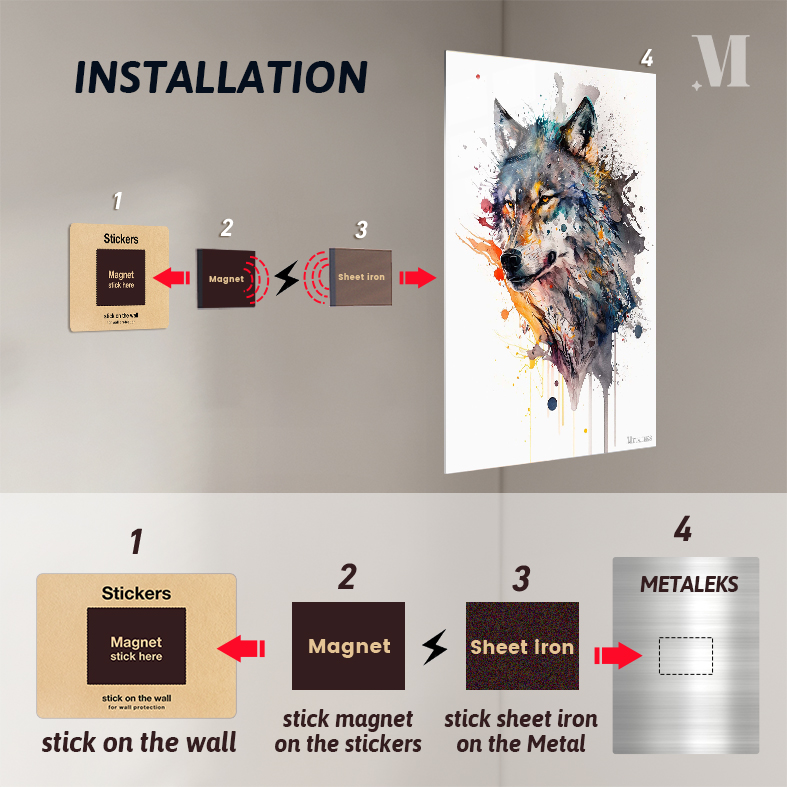 INSTALLATION
M
4
1
2
3
Stickers
Magnet
stick here
stick on the wall
for wall protection
Magnet
Sheet iron
1
2
3
4
Stickers
Magnet
stick here
stick on the wall
for wall protection
Magnet
Sheet iron
METALEKS
stick on the wall
stick magnet
on the stickers
stick sheet iron
on the Metal